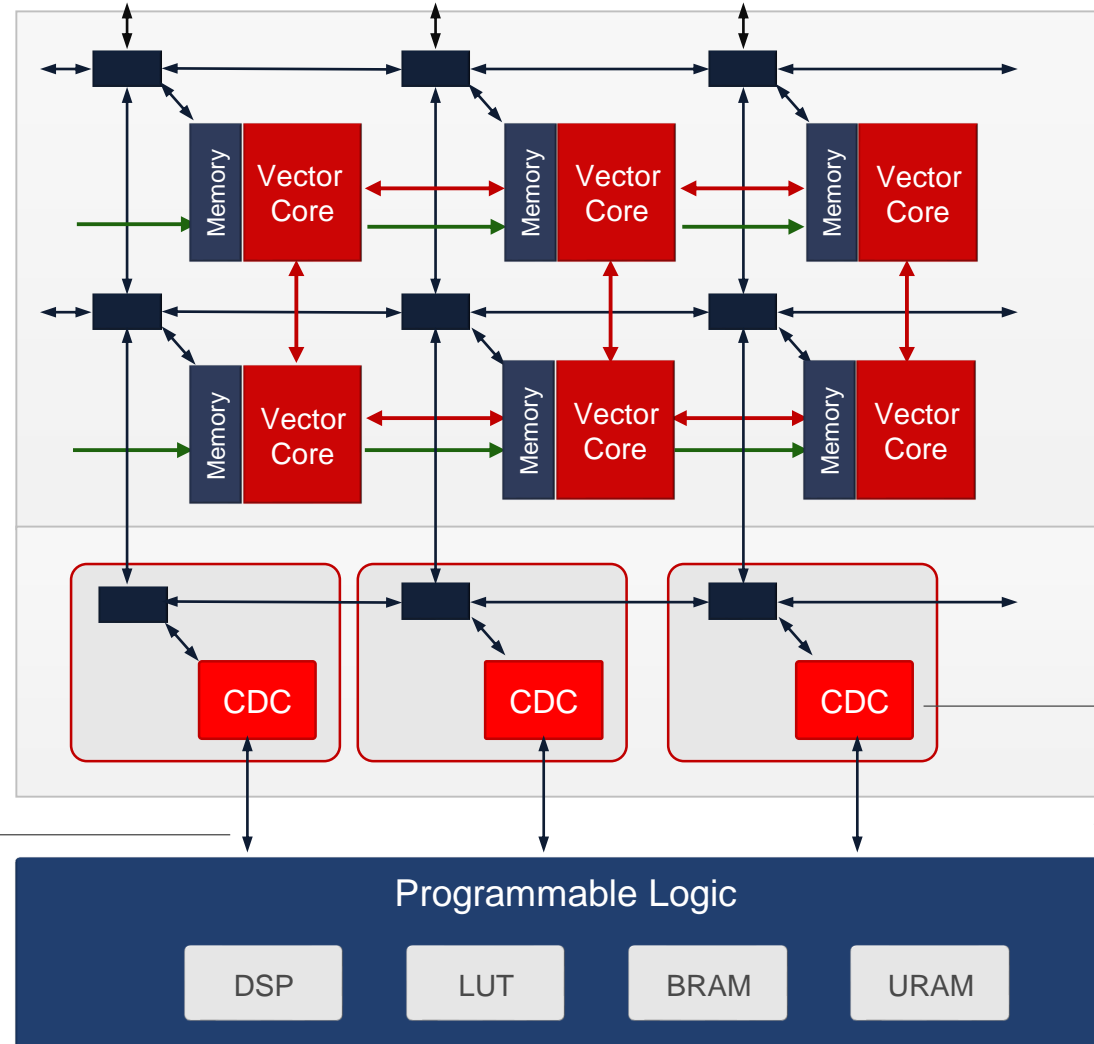 Memory
Vector
Core
Memory
Vector
Core
Memory
Vector
Core
Memory
Vector
Core
Memory
Vector
Core
Memory
Vector
Core
CDC
CDC
CDC
Programmable Logic
DSP
LUT
BRAM
URAM